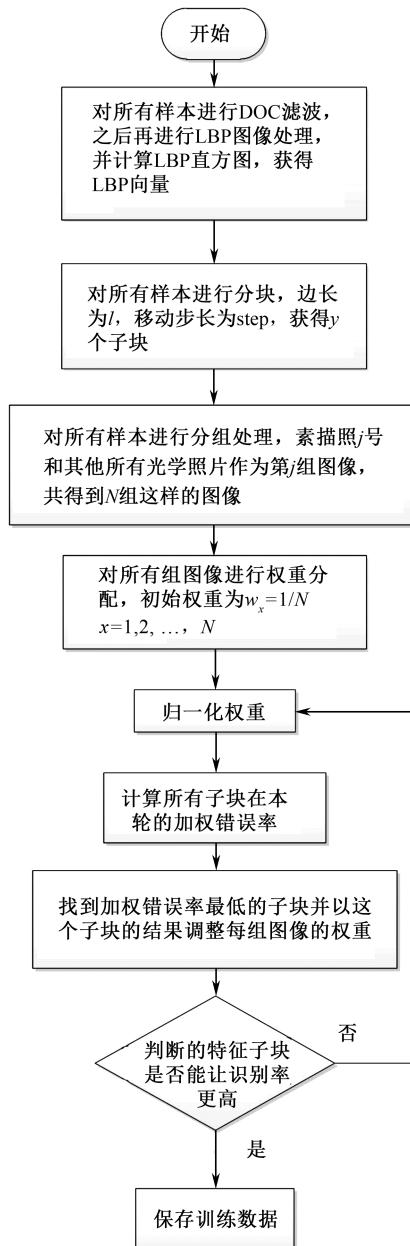 开始
对所有样本进行DOC滤波，
之后再进行LBP图像处理，
并计算LBP直方图，获得
LBP向量
对所有样本进行分块，边长
为l，移动步长为step，获得y
个子块
对所有样本进行分组处理，素描照j号
和其他所有光学照片作为第j组图像，
共得到N组这样的图像
对所有组图像进行权重分
配，初始权重为wₓ=1/N
x=1,2, …，N
归一化权重
计算所有子块在本
轮的加权错误率
找到加权错误率最低的子块并以这
个子块的结果调整每组图像的权重
判断的特征子块
是否能让识别率
更高
否
是
保存训练数据